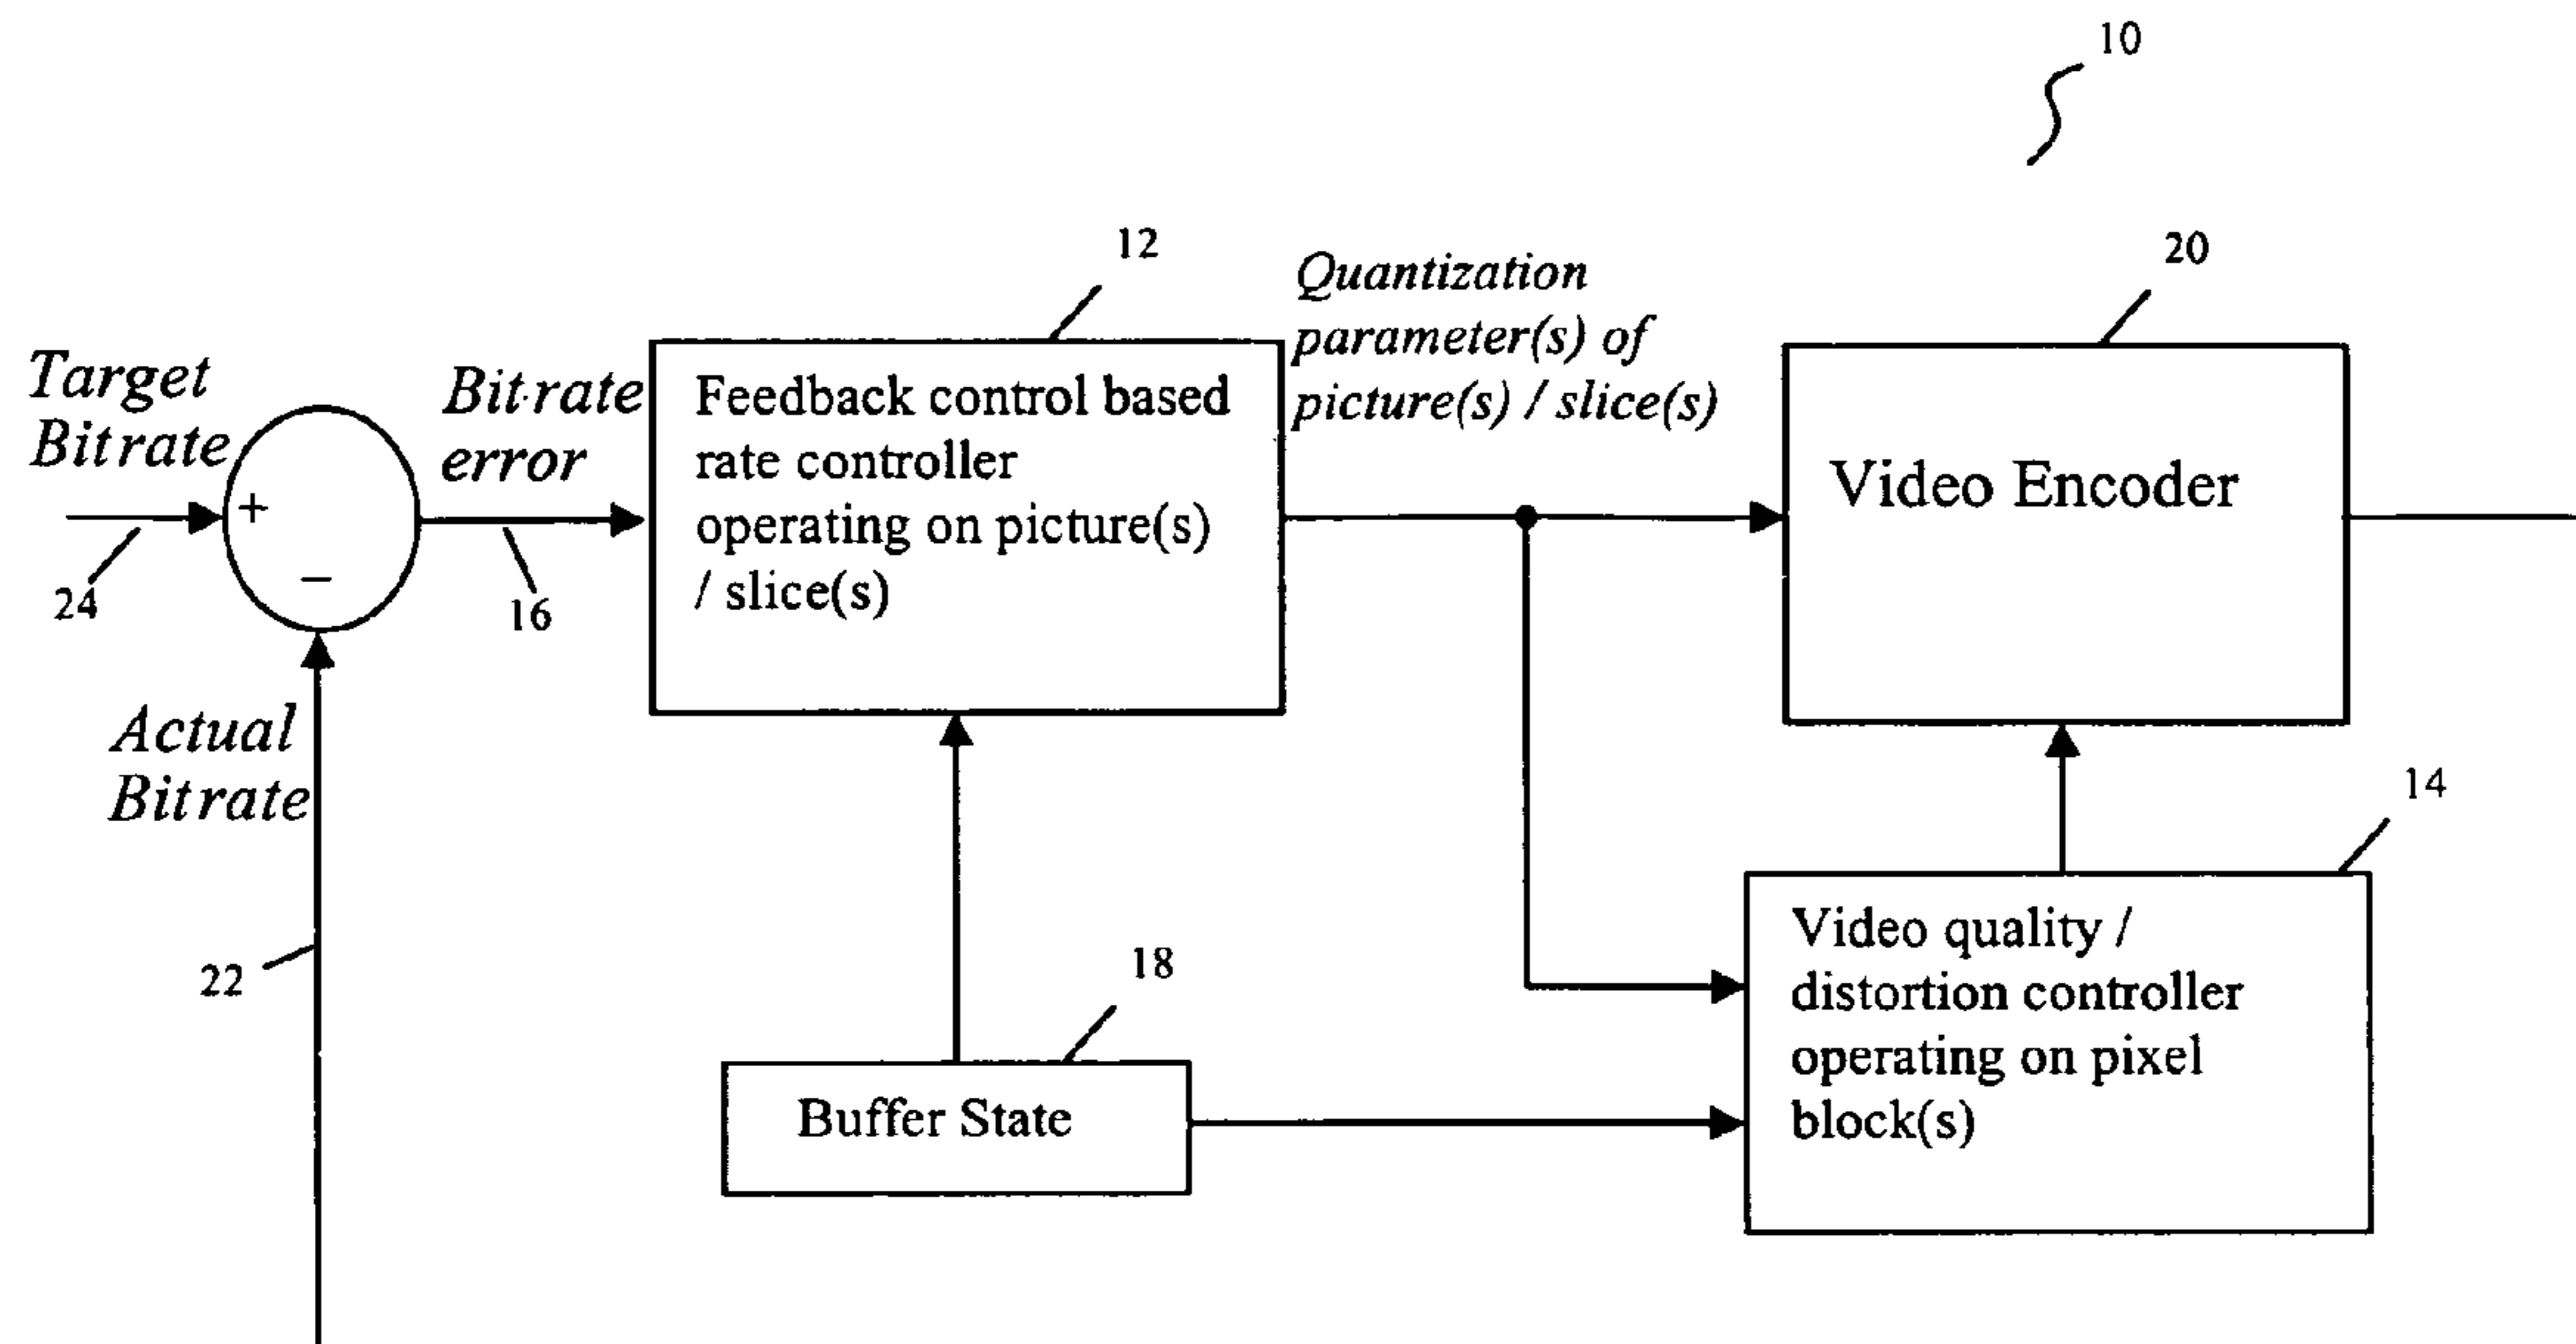 10
12
20
Quantization
parameter(s) of
picture(s) / slice(s)
Target
Bitrate
Bitrate
error
Feedback control based
rate controller
operating on picture(s)
/ slice(s)
Video Encoder
+
−
24
16
Actual
Bitrate
22
18
Buffer State
14
Video quality /
distortion controller
operating on pixel
block(s)